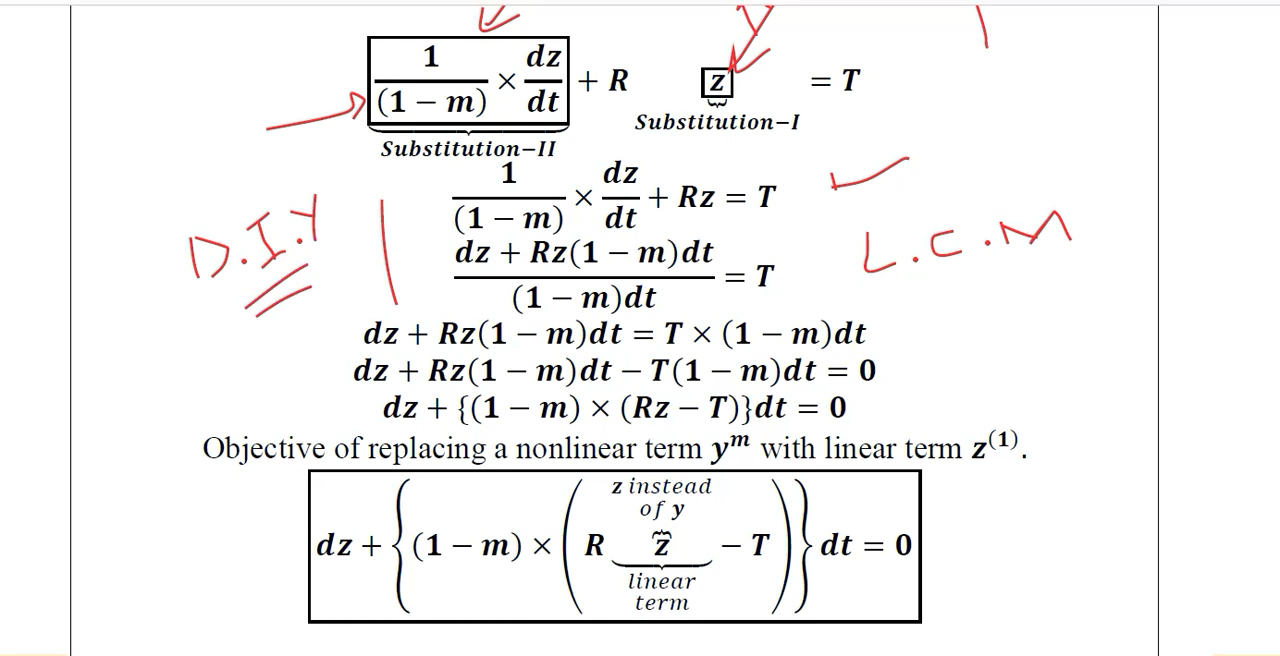 1/(1 − m) × dz/dt + R z = T
Substitution−I
Substitution−II
1/(1 − m) × dz/dt + Rz = T
D.I.Y
L.C.M
(dz + Rz(1 − m)dt)/((1 − m)dt) = T
dz + Rz(1 − m)dt = T × (1 − m)dt
dz + Rz(1 − m)dt − T(1 − m)dt = 0
dz + {(1 − m) × (Rz − T)}dt = 0
Objective of replacing a nonlinear term yᵐ with linear term z⁽¹⁾.
z instead
of y
dz + {(1 − m) × (R z − T)} dt = 0
linear
term